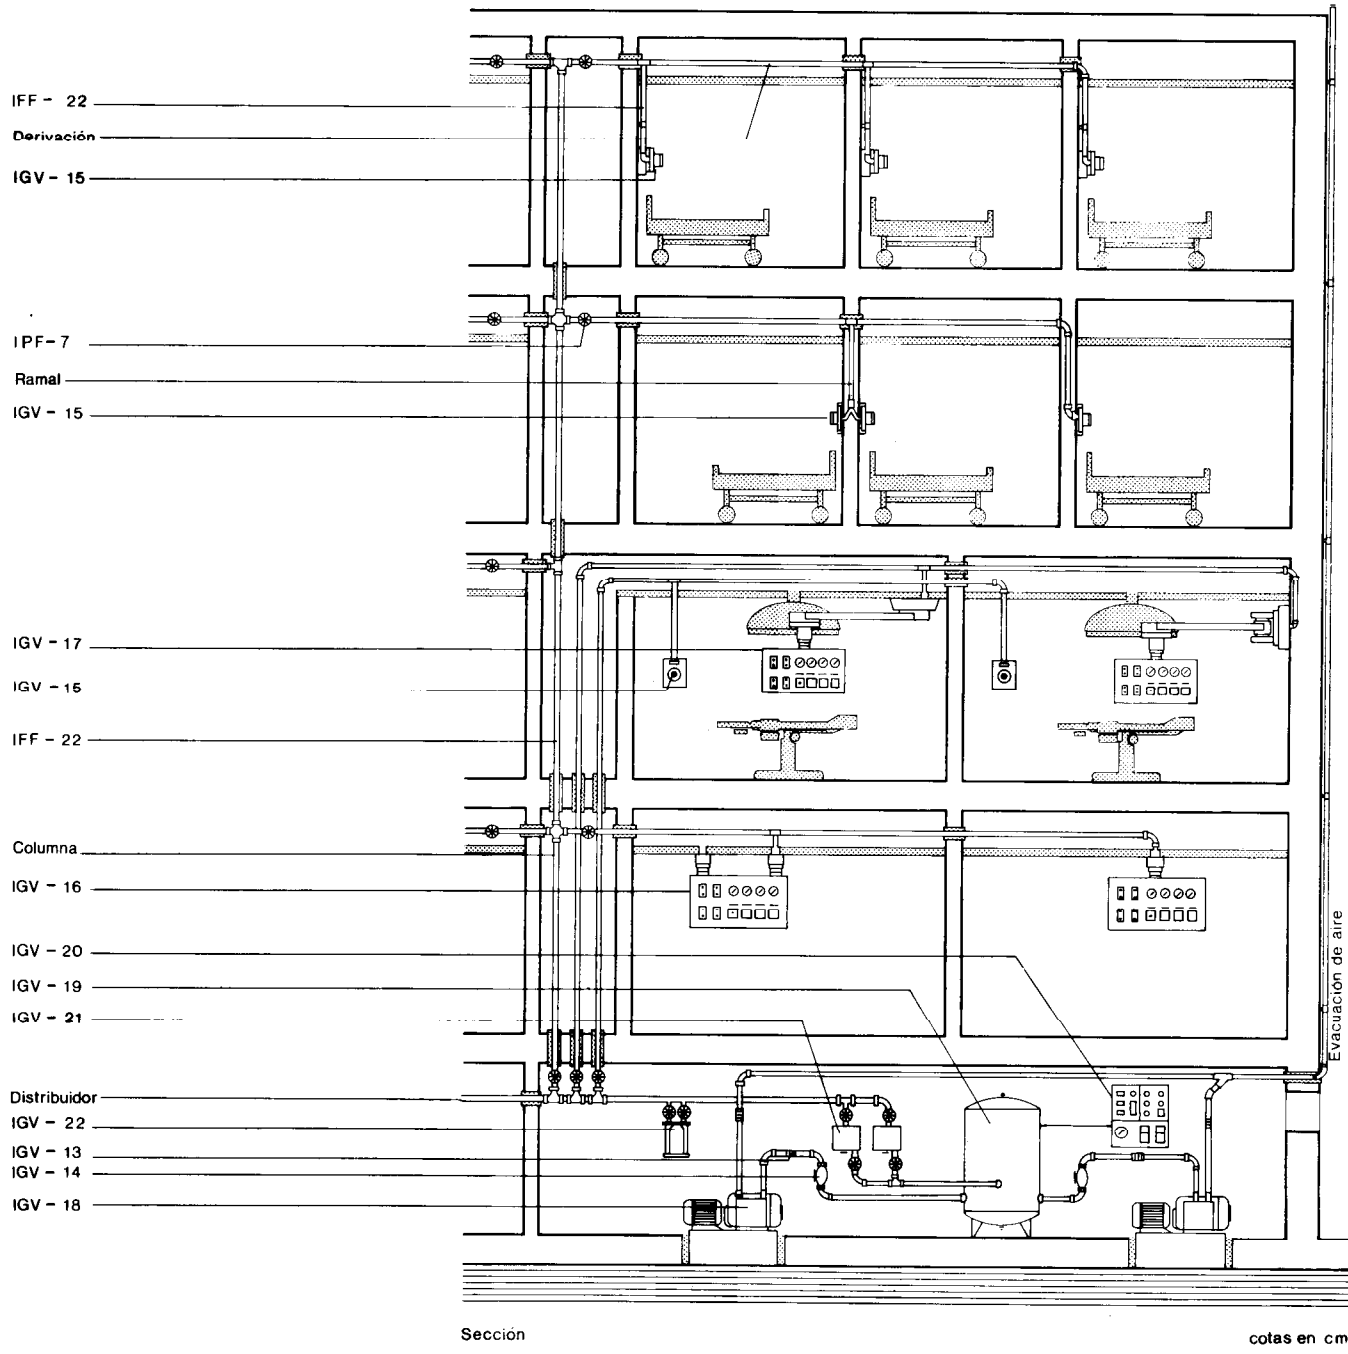 IFF - 22
Derivación
IGV - 15
IPF-7
Ramal
IGV - 15
IGV - 17
IGV - 15
IFF - 22
Columna
IGV - 16
IGV - 20
IGV - 19
IGV - 21
Distribuidor
IGV - 22
IGV - 13
IGV - 14
IGV - 18
Evacuación de aire
Sección
cotas en cm